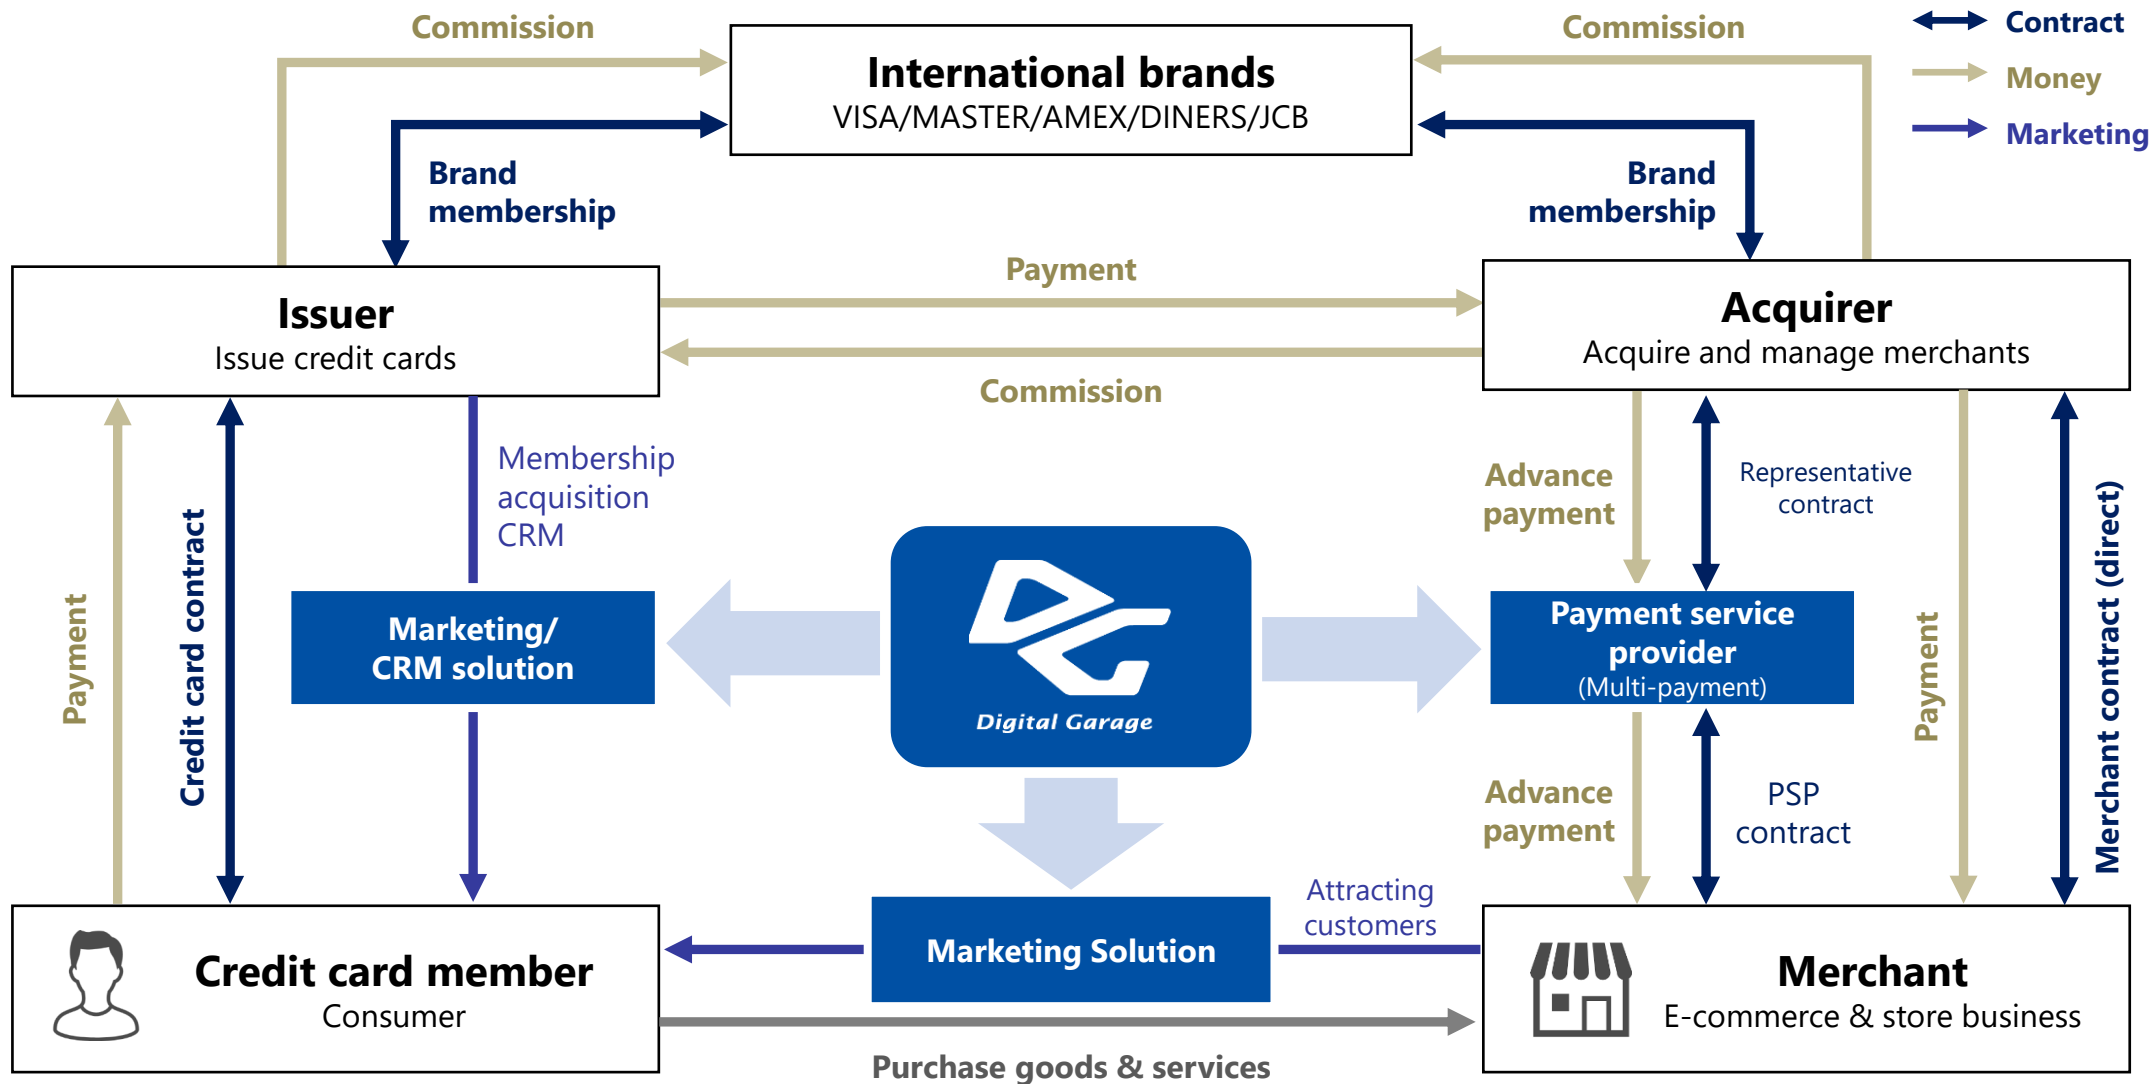 Commission
International brands
VISA/MASTER/AMEX/DINERS/JCB
Commission
Contract
Money
Marketing
Brand
membership
Brand
membership
Issuer
Issue credit cards
Payment
Commission
Acquirer
Acquire and manage merchants
Payment
Credit card contract
Membership
acquisition
CRM
Marketing/
CRM solution
Digital Garage
Advance
payment
Representative
contract
Payment service
provider
(Multi-payment)
Advance
payment
PSP
contract
Payment
Merchant contract (direct)
Credit card member
Consumer
Marketing Solution
Attracting
customers
Merchant
E-commerce & store business
Purchase goods & services